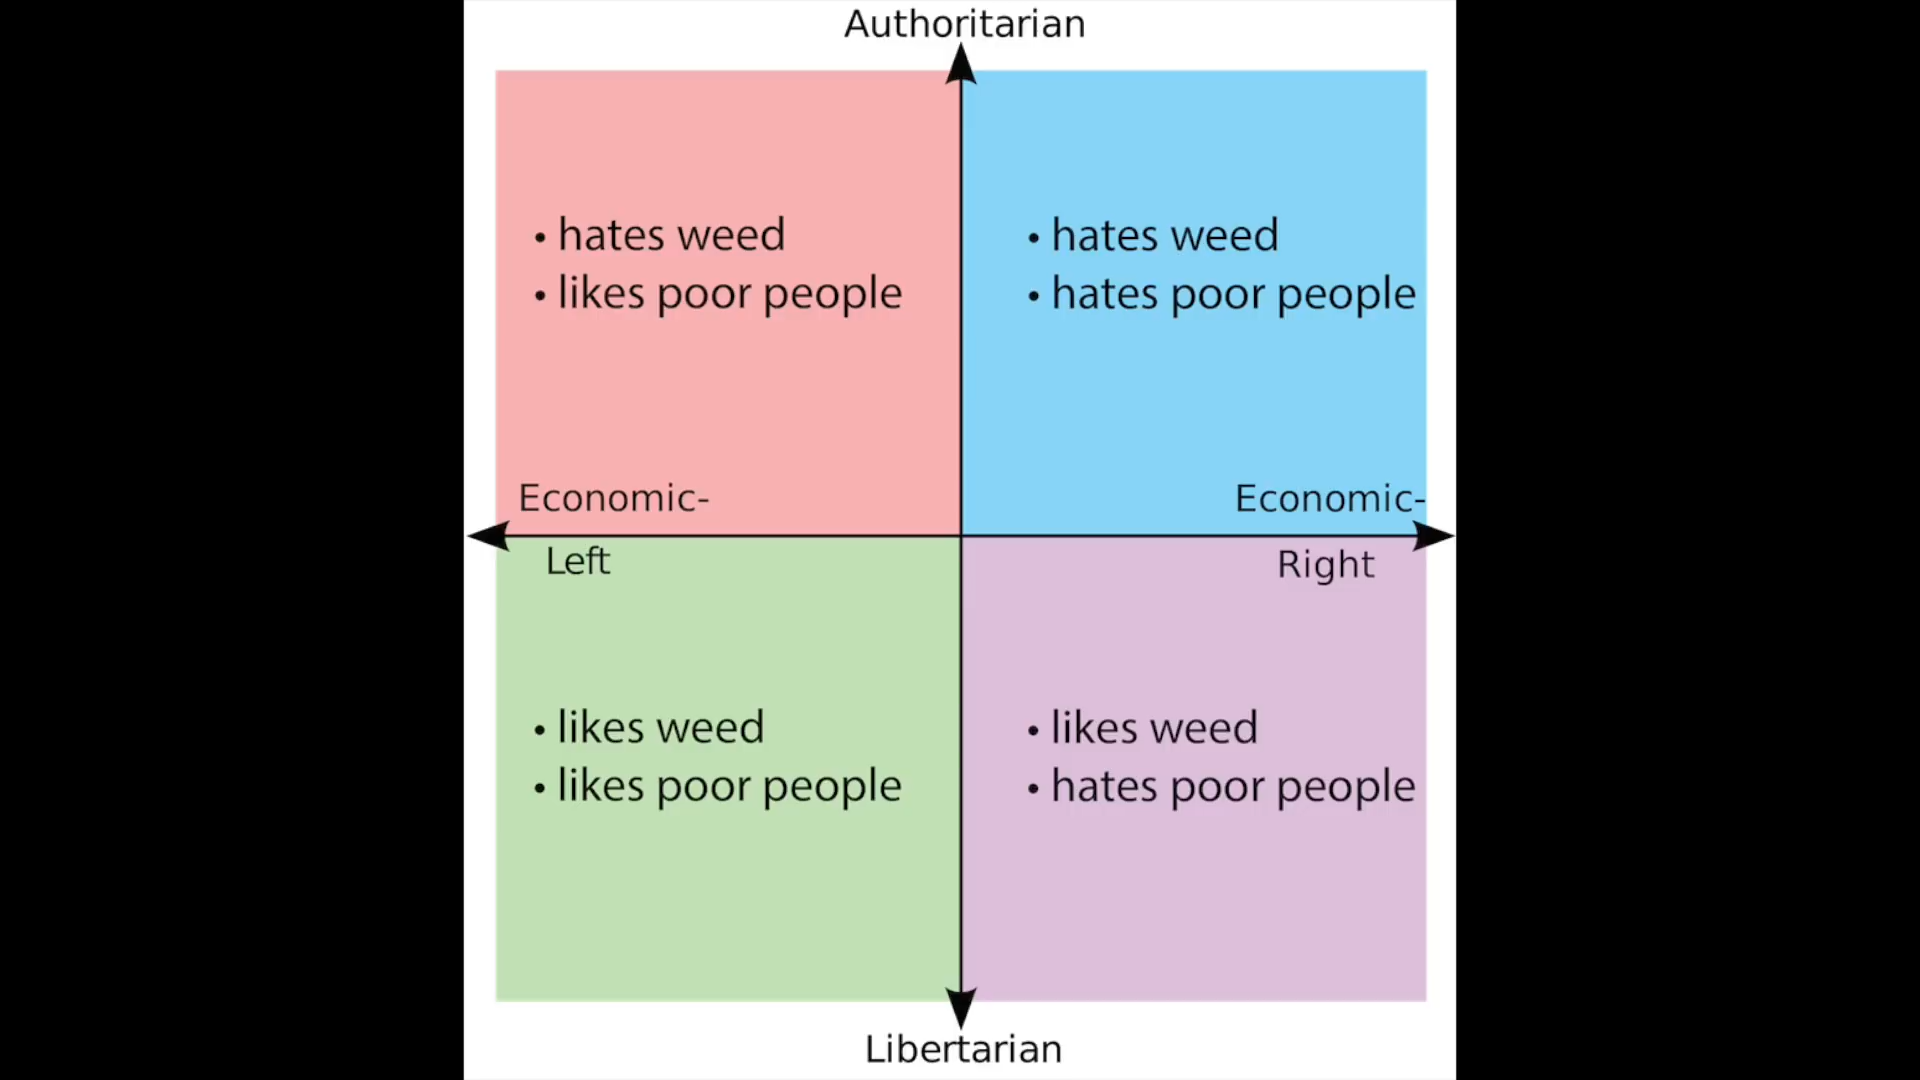 Authoritarian
• hates weed
• likes poor people
• hates weed
• hates poor people
Economic-
Left
Economic-
Right
• likes weed
• likes poor people
• likes weed
• hates poor people
Libertarian